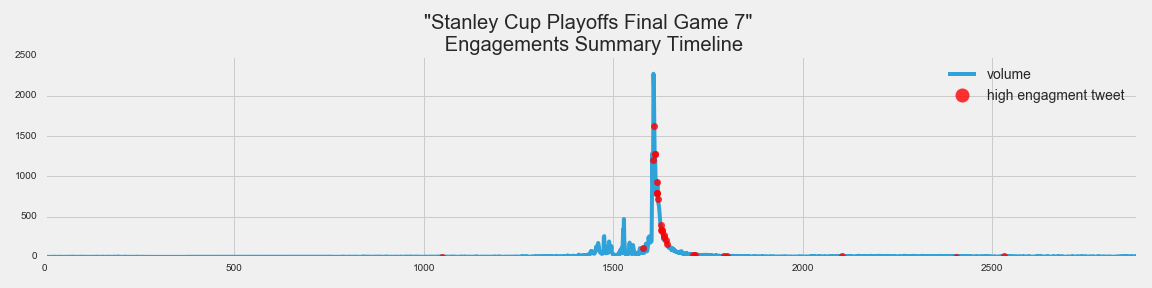 "Stanley Cup Playoffs Final Game 7"
Engagements Summary Timeline
2500
2000
1500
1000
500
0
volume
high engagment tweet
0 500 1000 1500 2000 2500